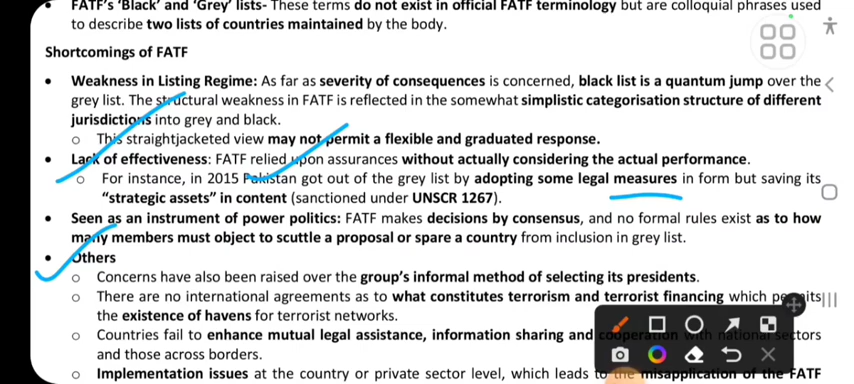 FATF's 'Black' and 'Grey' lists- These terms do not exist in official FATF terminology but are colloquial phrases used
to describe two lists of countries maintained by the body.
Shortcomings of FATF
• Weakness in Listing Regime: As far as severity of consequences is concerned, black list is a quantum jump over the
grey list. The structural weakness in FATF is reflected in the somewhat simplistic categorisation structure of different
jurisdictions into grey and black.
o This straightjacketed view may not permit a flexible and graduated response.
• Lack of effectiveness: FATF relied upon assurances without actually considering the actual performance.
o For instance, in 2015 Pakistan got out of the grey list by adopting some legal measures in form but saving its
"strategic assets" in content (sanctioned under UNSCR 1267).
• Seen as an instrument of power politics: FATF makes decisions by consensus, and no formal rules exist as to how
many members must object to scuttle a proposal or spare a country from inclusion in grey list.
• Others
o Concerns have also been raised over the group's informal method of selecting its presidents.
o There are no international agreements as to what constitutes terrorism and terrorist financing which
the existence of havens for terrorist networks.
o Countries fail to enhance mutual legal assistance, information sharing and cooperation with national sectors
and those across borders.
o Implementation issues at the country or private sector level, which leads to the misapplication of the FATF